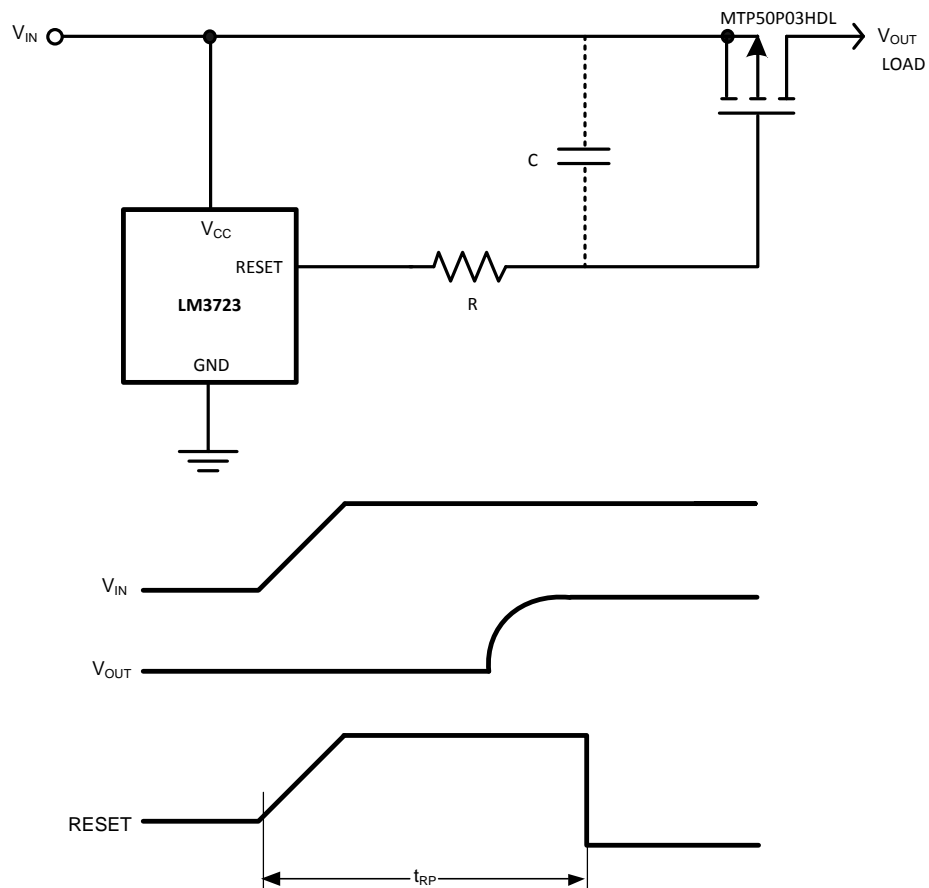 MTP50P03HDL
VIN
VOUT
LOAD
C
VCC
RESET
LM3723
R
GND
VIN
VOUT
RESET
tRP